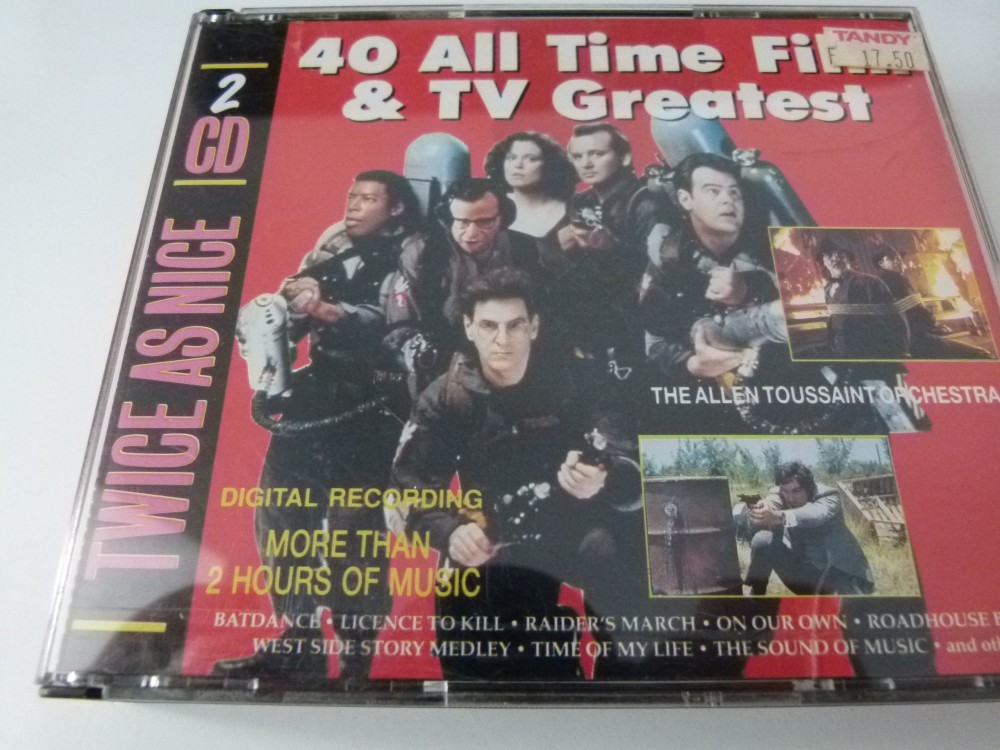 40 All Time
& TV Greatest
TANDY
17.50
2
CD
TWICE AS NICE
THE ALLEN TOUSSAINT ORCHESTRA
DIGITAL RECORDING
MORE THAN
2 HOURS OF MUSIC
BATDANCE • LICENCE TO KILL • RAIDER'S MARCH • ON OUR OWN • ROADHOUSE
WEST SIDE STORY MEDLEY • TIME OF MY LIFE • THE SOUND OF MUSIC • and